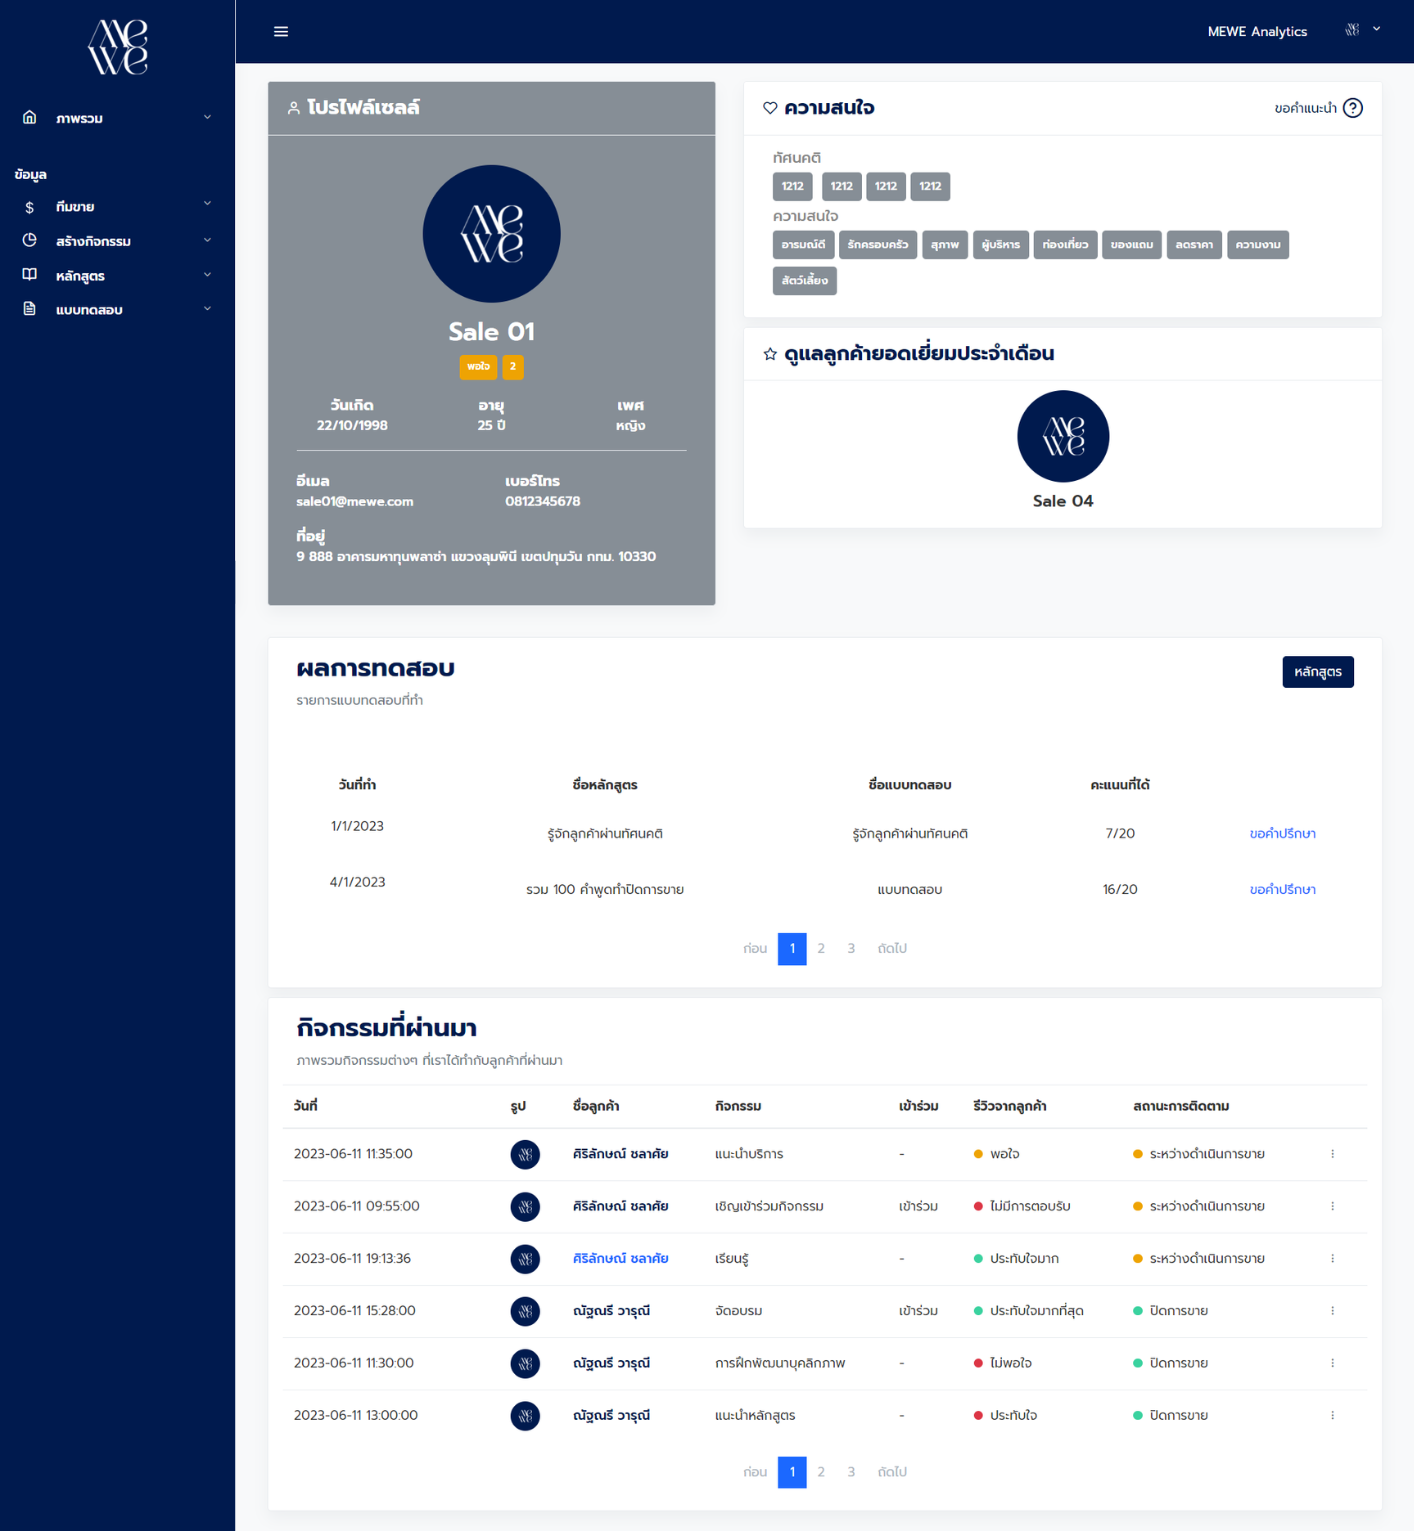 MEWE
MEWE Analytics
MEWE
ภาพรวม
ข้อมูล
ทีมขาย
สร้างกิจกรรม
หลักสูตร
แบบทดสอบ
โปรไฟล์เซลล์
MEWE
Sale 01
พอใจ 2
วันเกิด อายุ เพศ
22/10/1998 25 ปี หญิง
อีเมล เบอร์โทร
sale01@mewe.com 0812345678
ที่อยู่
9 888 อาคารมหาทุนพลาซ่า แขวงลุมพินี เขตปทุมวัน กทม. 10330
ความสนใจ ขอคำแนะนำ ?
ทัศนคติ
1212 1212 1212 1212
ความสนใจ
อารมณ์ดี รักครอบครัว สุภาพ ผู้บริหาร ท่องเที่ยว ของแถม ลดราคา ความงาม
สัตว์เลี้ยง
ดูแลลูกค้ายอดเยี่ยมประจำเดือน
MEWE
Sale 04
ผลการทดสอบ หลักสูตร
รายการแบบทดสอบที่ทำ
วันที่ทำ ชื่อหลักสูตร ชื่อแบบทดสอบ คะแนนที่ได้
1/1/2023 รู้จักลูกค้าผ่านทัศนคติ รู้จักลูกค้าผ่านทัศนคติ 7/20 ขอคำปรึกษา
4/1/2023 รวม 100 คำพูดทำปิดการขาย แบบทดสอบ 16/20 ขอคำปรึกษา
ก่อน 1 2 3 ถัดไป
กิจกรรมที่ผ่านมา
ภาพรวมกิจกรรมต่างๆ ที่เราได้ทำกับลูกค้าที่ผ่านมา
วันที่ รูป ชื่อลูกค้า กิจกรรม เข้าร่วม รีวิวจากลูกค้า สถานะการติดตาม
2023-06-11 11:35:00 ศิริลักษณ์ ชลาศัย แนะนำบริการ - พอใจ ระหว่างดำเนินการขาย
2023-06-11 09:55:00 ศิริลักษณ์ ชลาศัย เชิญเข้าร่วมกิจกรรม เข้าร่วม ไม่มีการตอบรับ ระหว่างดำเนินการขาย
2023-06-11 19:13:36 ศิริลักษณ์ ชลาศัย เรียนรู้ - ประทับใจมาก ระหว่างดำเนินการขาย
2023-06-11 15:28:00 ณัฐณรี วารุณี จัดอบรม เข้าร่วม ประทับใจมากที่สุด ปิดการขาย
2023-06-11 11:30:00 ณัฐณรี วารุณี การฝึกพัฒนาบุคลิกภาพ - ไม่พอใจ ปิดการขาย
2023-06-11 13:00:00 ณัฐณรี วารุณี แนะนำหลักสูตร - ประทับใจ ปิดการขาย
ก่อน 1 2 3 ถัดไป